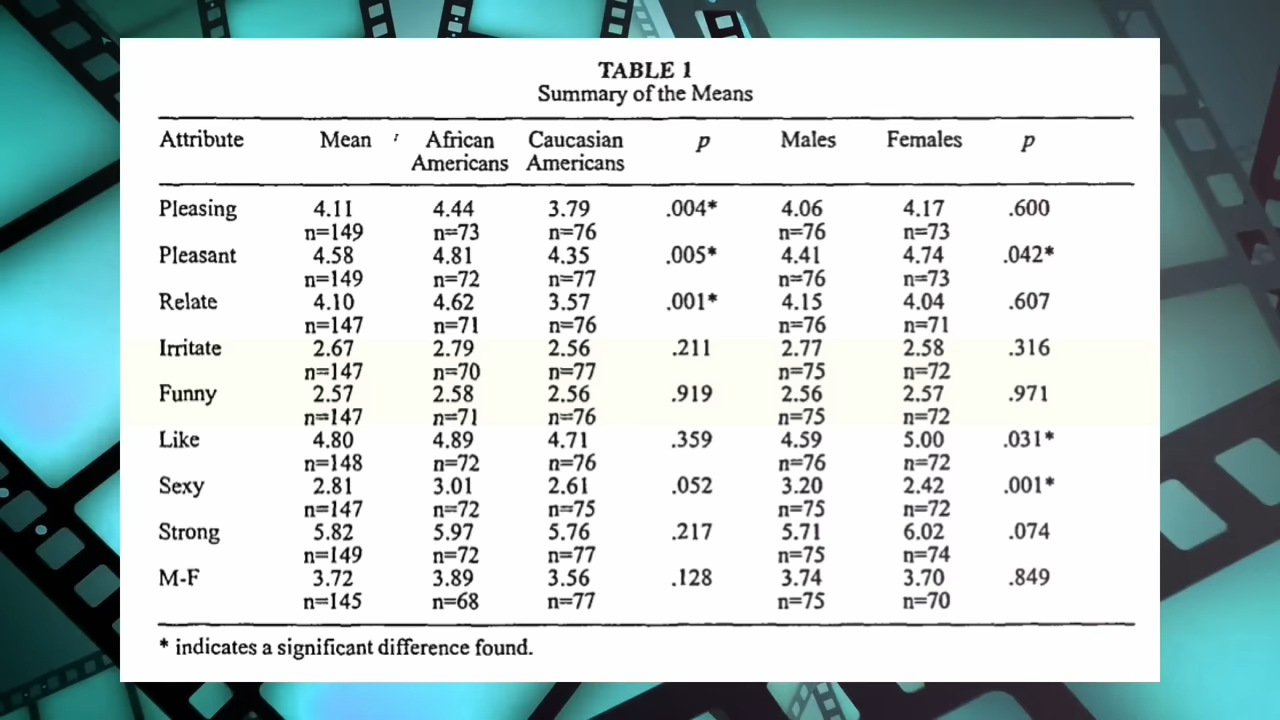 TABLE 1
Summary of the Means
Attribute Mean African Americans Caucasian Americans p Males Females p
Pleasing 4.11 4.44 3.79 .004* 4.06 4.17 .600
n=149 n=73 n=76 n=76 n=73
Pleasant 4.58 4.81 4.35 .005* 4.41 4.74 .042*
n=149 n=72 n=77 n=76 n=73
Relate 4.10 4.62 3.57 .001* 4.15 4.04 .607
n=147 n=71 n=76 n=76 n=71
Irritate 2.67 2.79 2.56 .211 2.77 2.58 .316
n=147 n=70 n=77 n=75 n=72
Funny 2.57 2.58 2.56 .919 2.56 2.57 .971
n=147 n=71 n=76 n=75 n=72
Like 4.80 4.89 4.71 .359 4.59 5.00 .031*
n=148 n=72 n=76 n=76 n=72
Sexy 2.81 3.01 2.61 .052 3.20 2.42 .001*
n=147 n=72 n=75 n=75 n=72
Strong 5.82 5.97 5.76 .217 5.71 6.02 .074
n=149 n=72 n=77 n=75 n=74
M-F 3.72 3.89 3.56 .128 3.74 3.70 .849
n=145 n=68 n=77 n=75 n=70
* indicates a significant difference found.